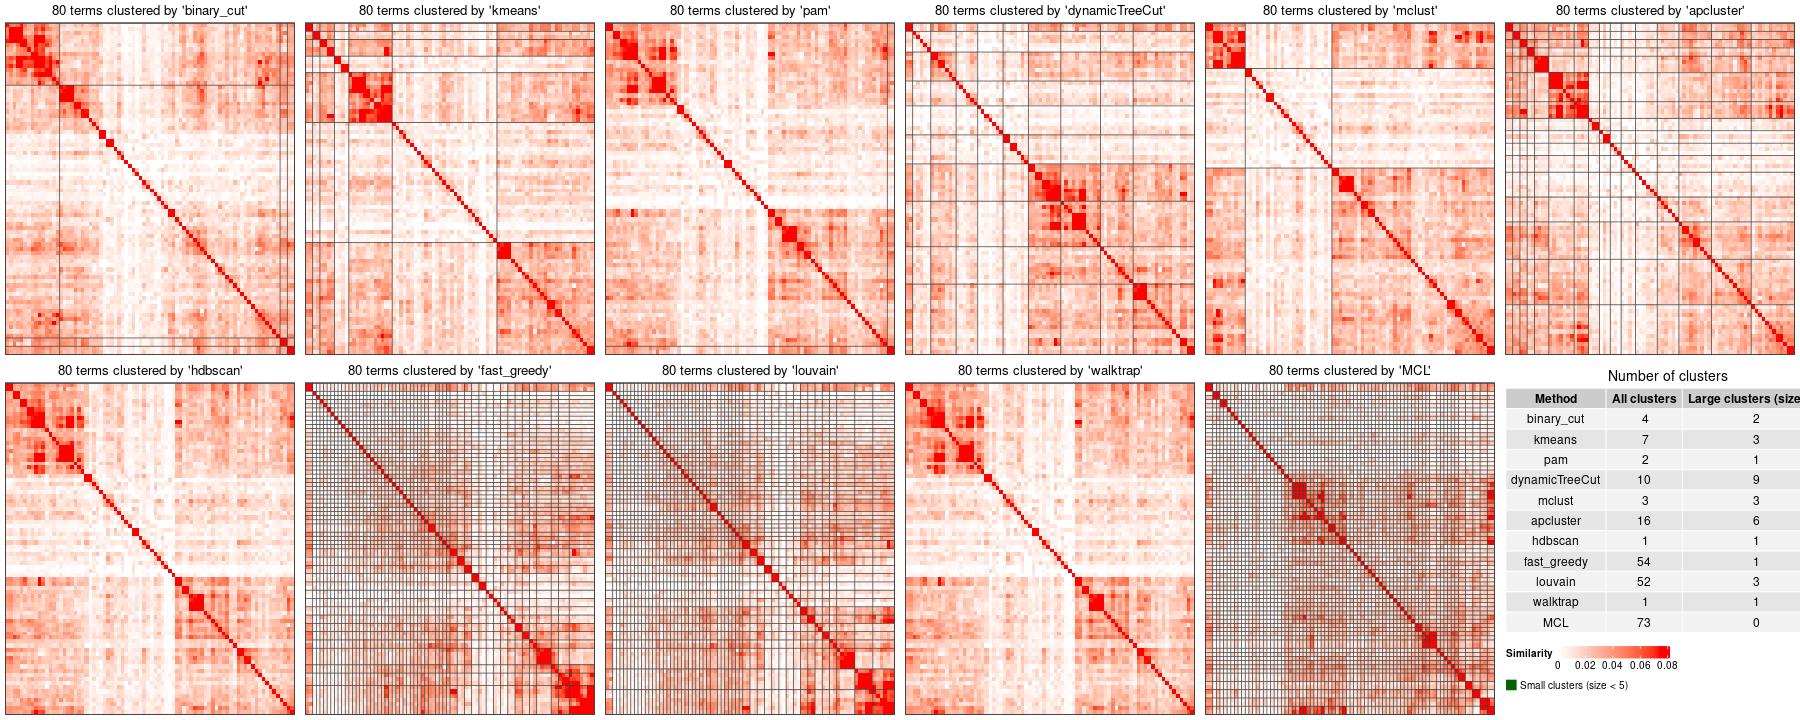 80 terms clustered by 'binary_cut'
80 terms clustered by 'kmeans'
80 terms clustered by 'pam'
80 terms clustered by 'dynamicTreeCut'
80 terms clustered by 'mclust'
80 terms clustered by 'apcluster'
80 terms clustered by 'hdbscan'
80 terms clustered by 'fast_greedy'
80 terms clustered by 'louvain'
80 terms clustered by 'walktrap'
80 terms clustered by 'MCL'
Number of clusters
Method All clusters Large clusters (size
binary_cut 4 2
kmeans 7 3
pam 2 1
dynamicTreeCut 10 9
mclust 3 3
apcluster 16 6
hdbscan 1 1
fast_greedy 54 1
louvain 52 3
walktrap 1 1
MCL 73 0
Similarity
0 0.02 0.04 0.06 0.08
Small clusters (size < 5)